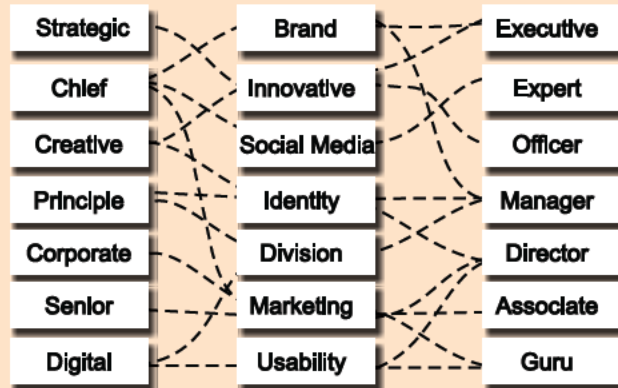 Strategic Brand Executive
Chief Innovative Expert
Creative Social Media Officer
Principle Identity Manager
Corporate Division Director
Senior Marketing Associate
Digital Usability Guru